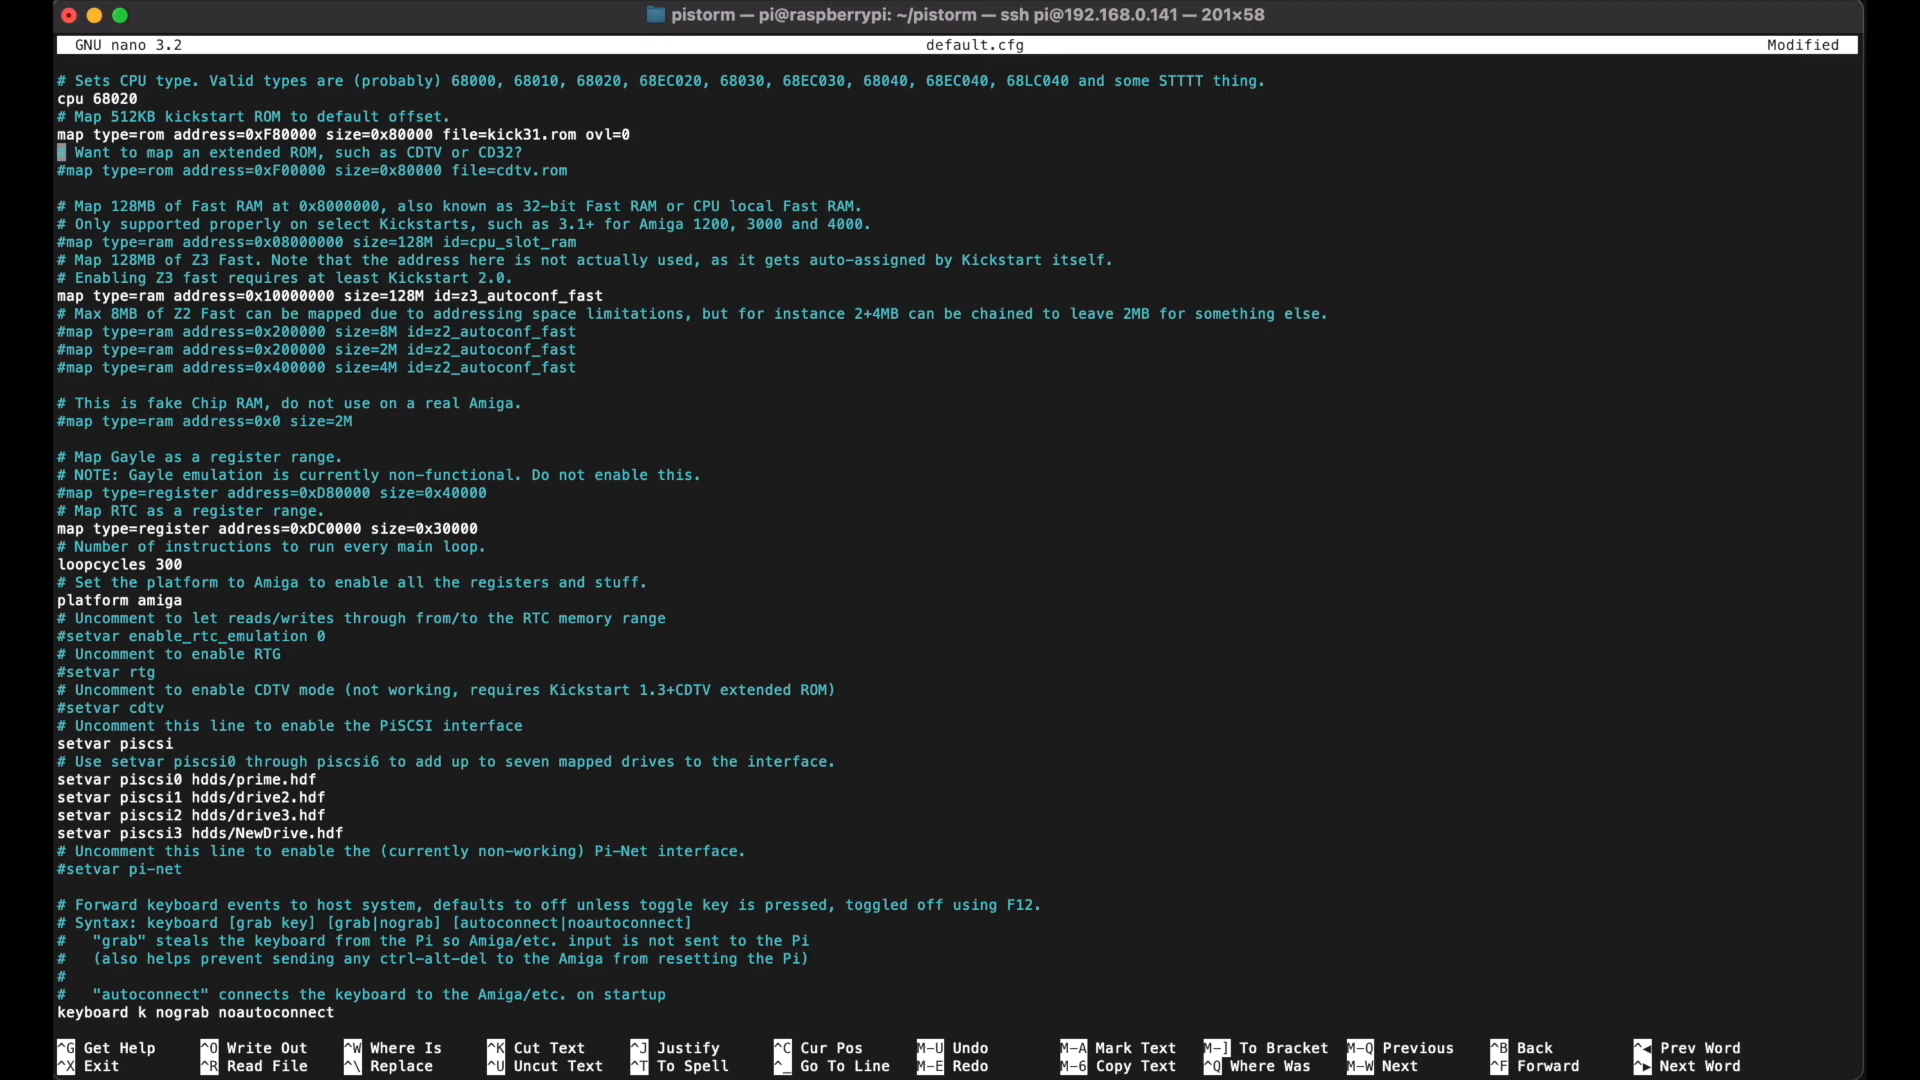 pistorm — pi@raspberrypi: ~/pistorm — ssh pi@192.168.0.141 — 201×58
GNU nano 3.2 default.cfg Modified
# Sets CPU type. Valid types are (probably) 68000, 68010, 68020, 68EC020, 68030, 68EC030, 68040, 68EC040, 68LC040 and some STTTT thing.
cpu 68020
# Map 512KB kickstart ROM to default offset.
map type=rom address=0xF80000 size=0x80000 file=kick31.rom ovl=0
# Want to map an extended ROM, such as CDTV or CD32?
#map type=rom address=0xF00000 size=0x80000 file=cdtv.rom
# Map 128MB of Fast RAM at 0x8000000, also known as 32-bit Fast RAM or CPU local Fast RAM.
# Only supported properly on select Kickstarts, such as 3.1+ for Amiga 1200, 3000 and 4000.
#map type=ram address=0x08000000 size=128M id=cpu_slot_ram
# Map 128MB of Z3 Fast. Note that the address here is not actually used, as it gets auto-assigned by Kickstart itself.
# Enabling Z3 fast requires at least Kickstart 2.0.
map type=ram address=0x10000000 size=128M id=z3_autoconf_fast
# Max 8MB of Z2 Fast can be mapped due to addressing space limitations, but for instance 2+4MB can be chained to leave 2MB for something else.
#map type=ram address=0x200000 size=8M id=z2_autoconf_fast
#map type=ram address=0x200000 size=2M id=z2_autoconf_fast
#map type=ram address=0x400000 size=4M id=z2_autoconf_fast
# This is fake Chip RAM, do not use on a real Amiga.
#map type=ram address=0x0 size=2M
# Map Gayle as a register range.
# NOTE: Gayle emulation is currently non-functional. Do not enable this.
#map type=register address=0xD80000 size=0x40000
# Map RTC as a register range.
map type=register address=0xDC0000 size=0x30000
# Number of instructions to run every main loop.
loopcycles 300
# Set the platform to Amiga to enable all the registers and stuff.
platform amiga
# Uncomment to let reads/writes through from/to the RTC memory range
#setvar enable_rtc_emulation 0
# Uncomment to enable RTG
#setvar rtg
# Uncomment to enable CDTV mode (not working, requires Kickstart 1.3+CDTV extended ROM)
#setvar cdtv
# Uncomment this line to enable the PiSCSI interface
setvar piscsi
# Use setvar piscsi0 through piscsi6 to add up to seven mapped drives to the interface.
setvar piscsi0 hdds/prime.hdf
setvar piscsi1 hdds/drive2.hdf
setvar piscsi2 hdds/drive3.hdf
setvar piscsi3 hdds/NewDrive.hdf
# Uncomment this line to enable the (currently non-working) Pi-Net interface.
#setvar pi-net
# Forward keyboard events to host system, defaults to off unless toggle key is pressed, toggled off using F12.
# Syntax: keyboard [grab key] [grab|nograb] [autoconnect|noautoconnect]
#   "grab" steals the keyboard from the Pi so Amiga/etc. input is not sent to the Pi
#   (also helps prevent sending any ctrl-alt-del to the Amiga from resetting the Pi)
#
#   "autoconnect" connects the keyboard to the Amiga/etc. on startup
keyboard k nograb noautoconnect
^G Get Help ^O Write Out ^W Where Is ^K Cut Text ^J Justify ^C Cur Pos M-U Undo M-A Mark Text M-] To Bracket M-Q Previous ^B Back ^◀ Prev Word
^X Exit ^R Read File ^\ Replace ^U Uncut Text ^T To Spell ^_ Go To Line M-E Redo M-6 Copy Text ^Q Where Was M-W Next ^F Forward ^▶ Next Word